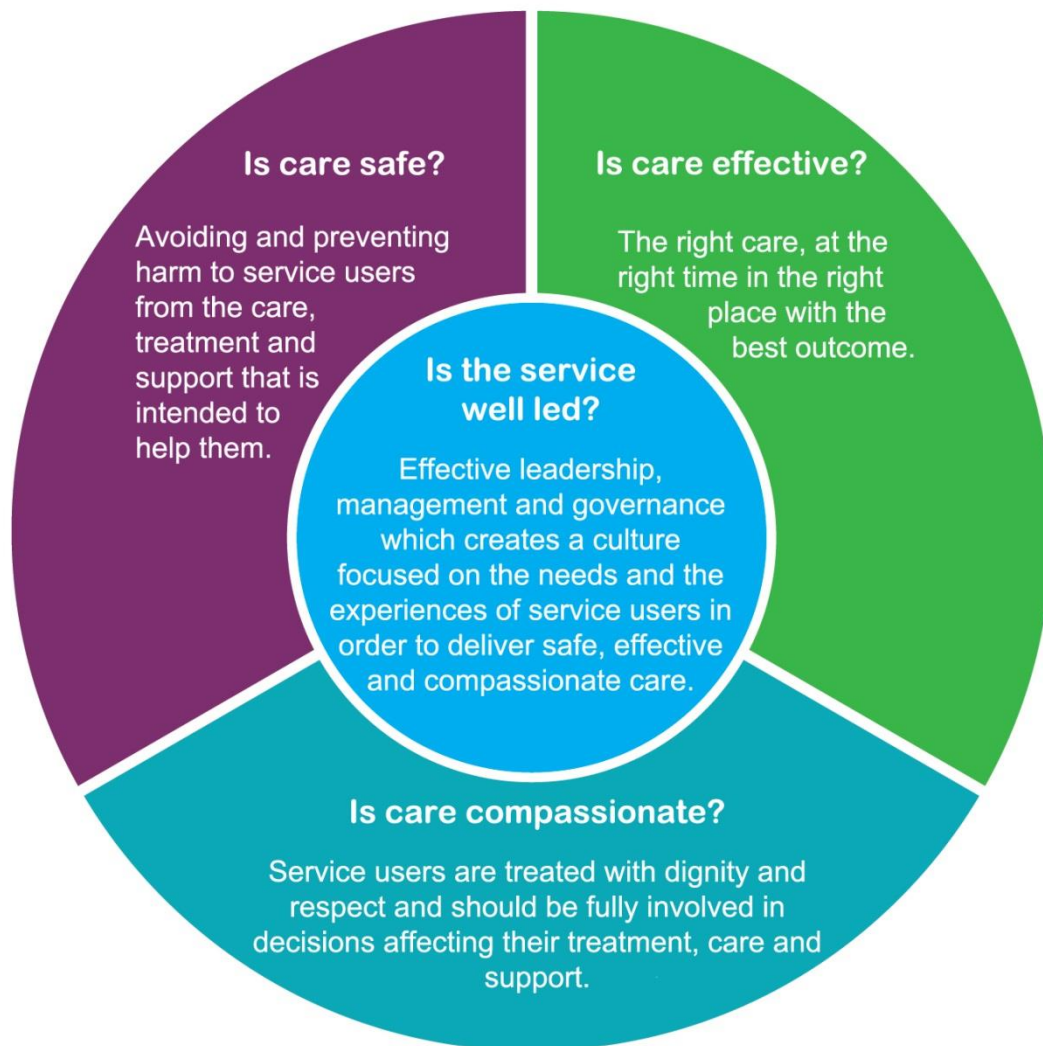 Is care safe?
Avoiding and preventing
harm to service users
from the care,
treatment and
support that is
intended to
help them.
Is care effective?
The right care, at the
right time in the right
place with the
best outcome.
Is the service
well led?
Effective leadership,
management and governance
which creates a culture
focused on the needs and the
experiences of service users in
order to deliver safe, effective
and compassionate care.
Is care compassionate?
Service users are treated with dignity and
respect and should be fully involved in
decisions affecting their treatment, care and
support.